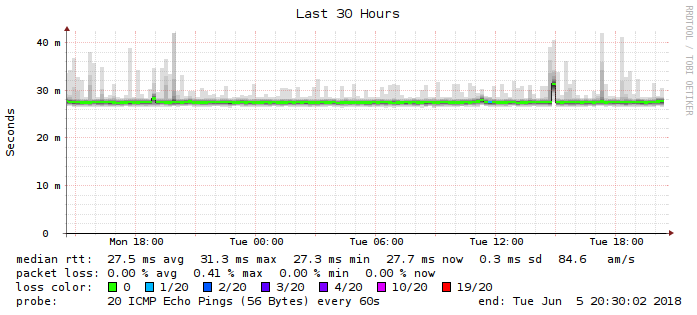 Last 30 Hours
RRDTOOL / TOBI OETIKER
Seconds
40 m
30 m
20 m
10 m
0
Mon 18:00 Tue 00:00 Tue 06:00 Tue 12:00 Tue 18:00
median rtt: 27.5 ms avg 31.3 ms max 27.3 ms min 27.7 ms now 0.3 ms sd 84.6 am/s
packet loss: 0.00 % avg 0.41 % max 0.00 % min 0.00 % now
loss color: 0 1/20 2/20 3/20 4/20 10/20 19/20
probe: 20 ICMP Echo Pings (56 Bytes) every 60s end: Tue Jun 5 20:30:02 2018